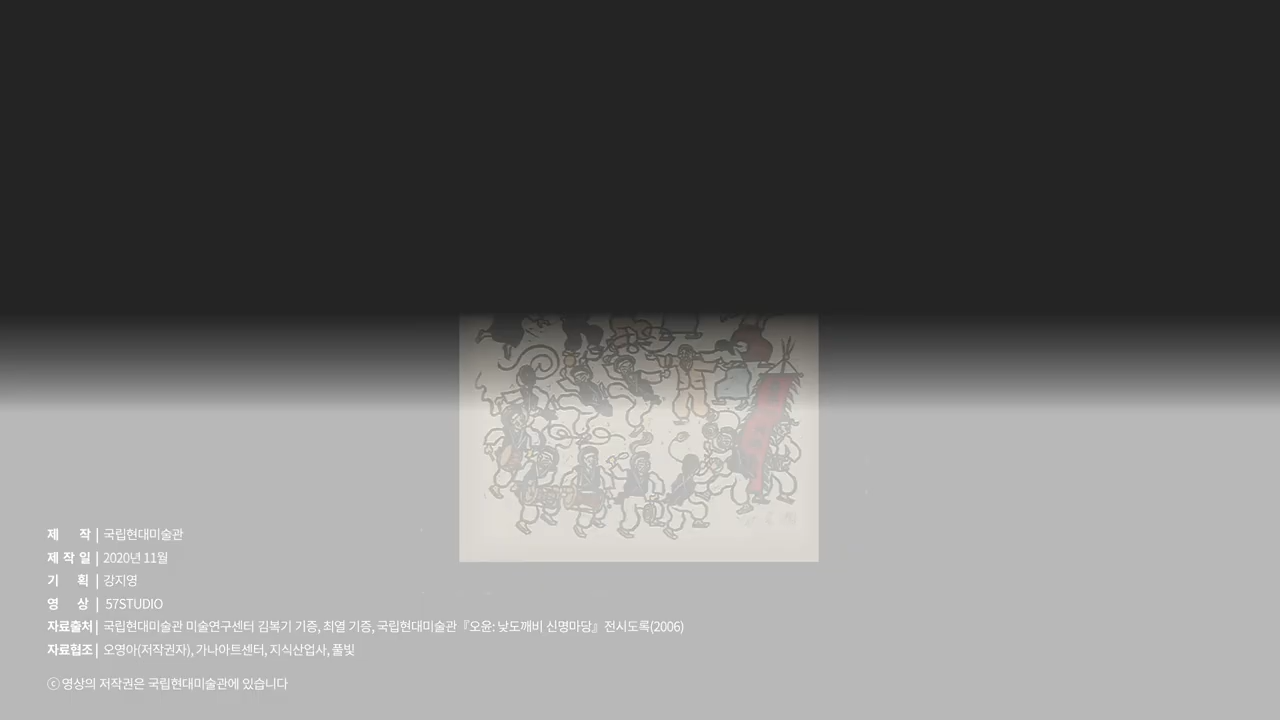 제 작 | 국립현대미술관
제 작 일 | 2020년 11월
기 획 | 강지영
영 상 | 57STUDIO
자료출처 | 국립현대미술관 미술연구센터 김복기 기증, 최열 기증, 국립현대미술관『오윤: 낮도깨비 신명마당』전시도록(2006)
자료협조 | 오영아(저작권자), 가나아트센터, 지식산업사, 풀빛
ⓒ 영상의 저작권은 국립현대미술관에 있습니다